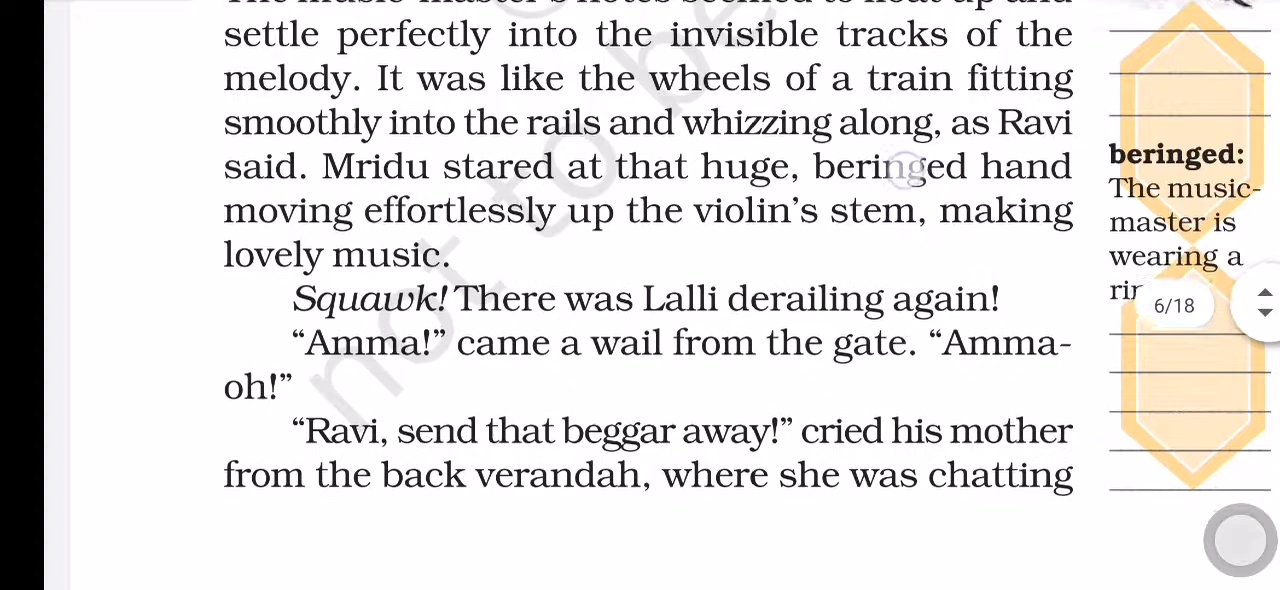 settle perfectly into the invisible tracks of the
melody. It was like the wheels of a train fitting
smoothly into the rails and whizzing along, as Ravi
said. Mridu stared at that huge, beringed hand
moving effortlessly up the violin’s stem, making
lovely music.
Squawk! There was Lalli derailing again!
“Amma!” came a wail from the gate. “Amma-
oh!”
“Ravi, send that beggar away!” cried his mother
from the back verandah, where she was chatting
beringed:
The music-
master is
wearing a
6/18
not to be